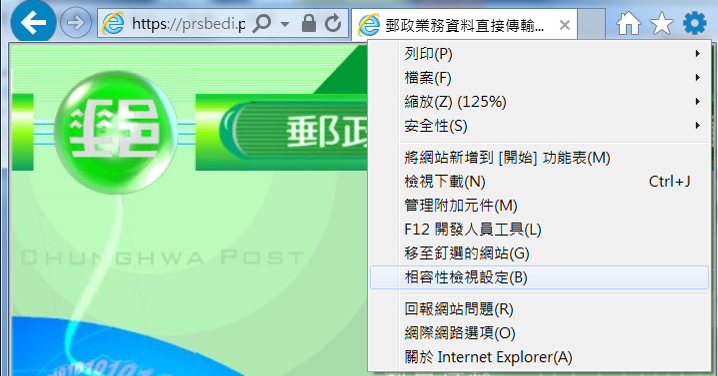 https://prsbedi.p
郵政業務資料直接傳輸...
列印(P)
檔案(F)
縮放(Z) (125%)
安全性(S)
將網站新增到 [開始] 功能表(M)
檢視下載(N) Ctrl+J
管理附加元件(M)
F12 開發人員工具(L)
移至釘選的網站(G)
相容性檢視設定(B)
回報網站問題(R)
網際網路選項(O)
關於 Internet Explorer(A)
郵
郵政
CHUNGHWA POST